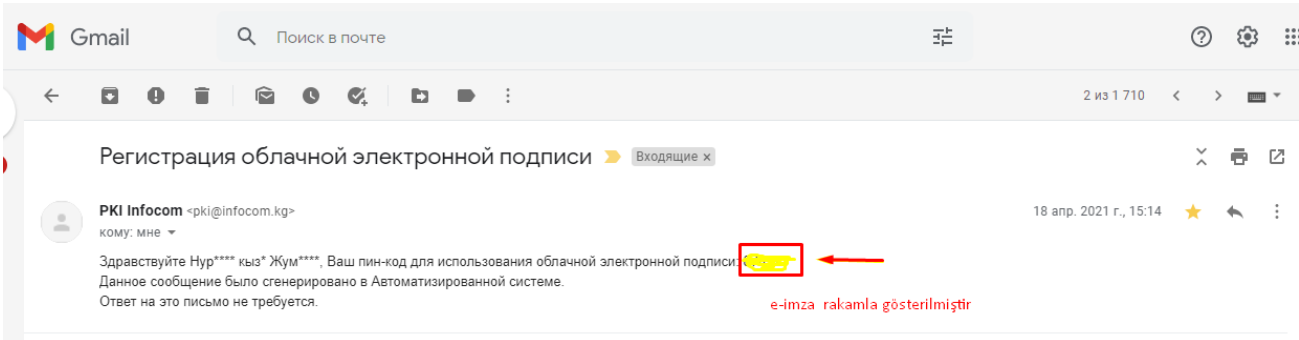 Gmail
Поиск в почте
2 из 1 710
Регистрация облачной электронной подписи
Входящие ×
PKI Infocom <pki@infocom.kg>
18 апр. 2021 г., 15:14
кому: мне
Здравствуйте Нур**** кыз* Жум****, Ваш пин-код для использования облачной электронной подписи:
Данное сообщение было сгенерировано в Автоматизированной системе.
Ответ на это письмо не требуется.
e-imza rakamla gösterilmiştir